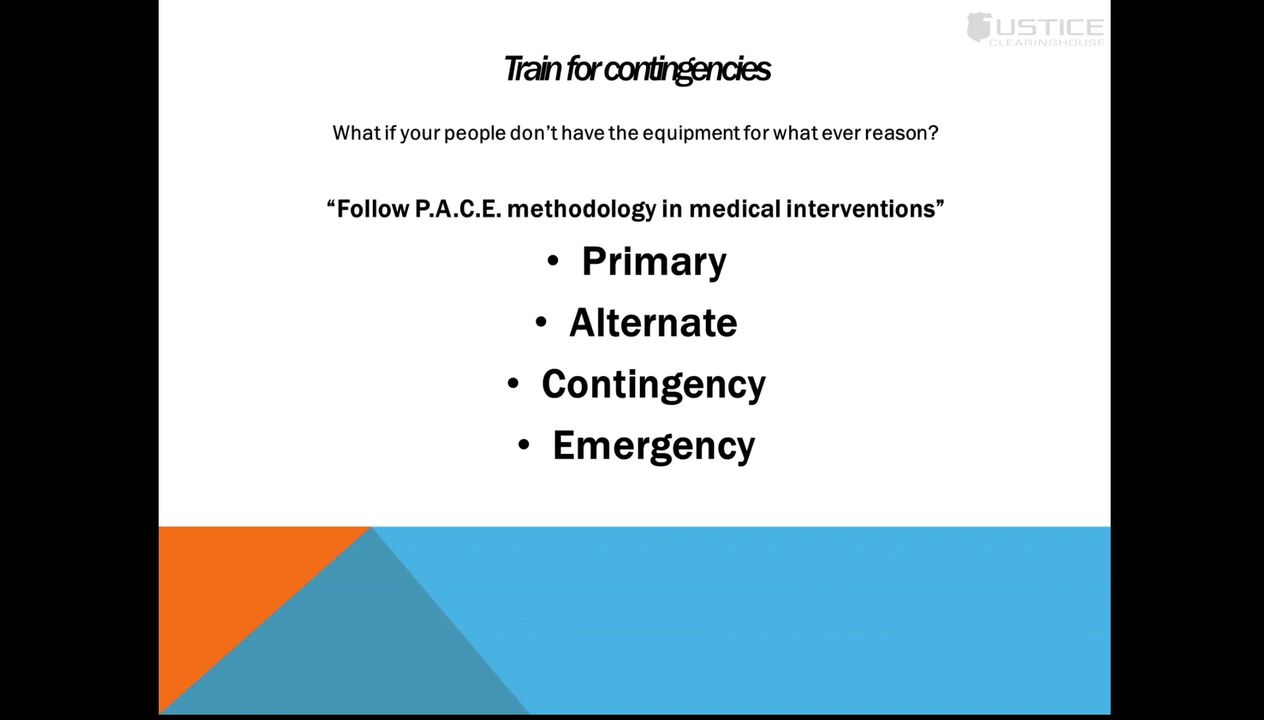 JUSTICE
CLEARINGHOUSE
Train for contingencies
What if your people don't have the equipment for what ever reason?
“Follow P.A.C.E. methodology in medical interventions”
• Primary
• Alternate
• Contingency
• Emergency